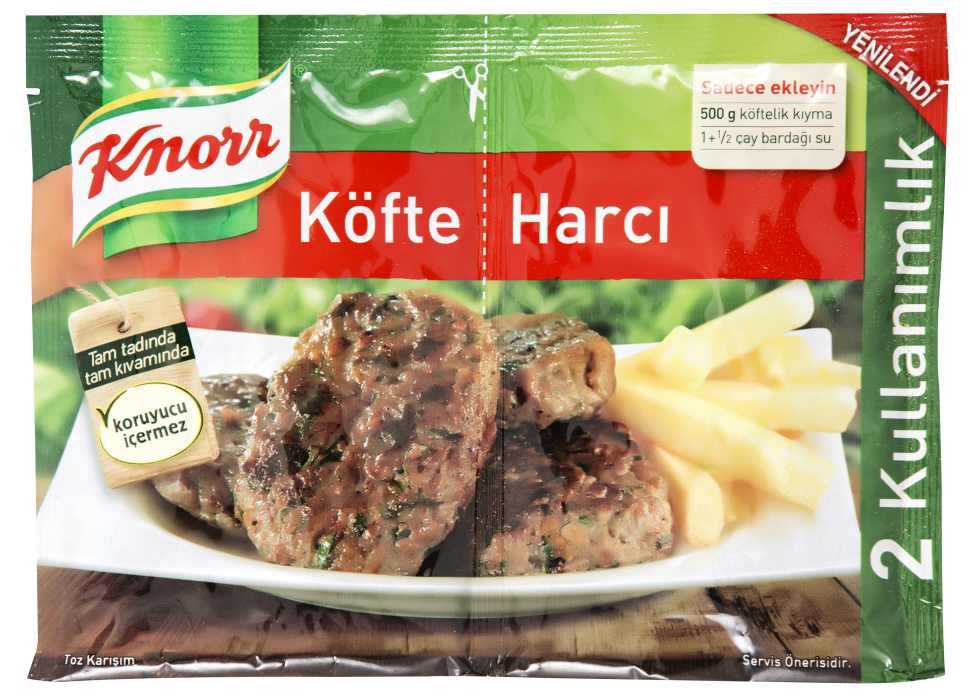 Knorr
®
Köfte Harcı
Sadece ekleyin
500 g köftelik kıyma
1+1/2 çay bardağı su
YENİLENDİ
2 Kullanımlık
Tam tadında
tam kıvamında
koruyucu
içermez
Toz Karışım
Servis Önerisidir.